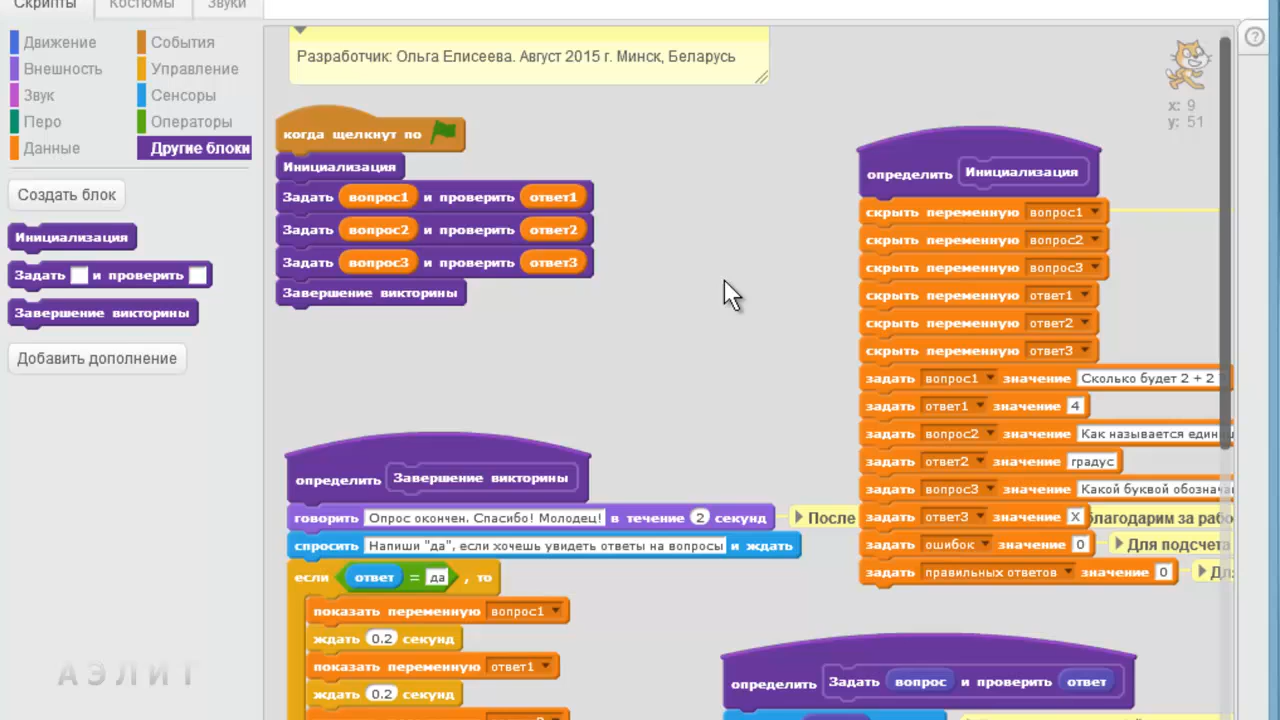 Скрипты Костюмы Звуки
Движение События
Внешность Управление
Звук Сенсоры
Перо Операторы
Данные Другие блоки
Создать блок
Инициализация
Задать и проверить
Завершение викторины
Добавить дополнение
АЭЛИТ
Разработчик: Ольга Елисеева. Август 2015 г. Минск, Беларусь
когда щелкнут по
Инициализация
Задать вопрос1 и проверить ответ1
Задать вопрос2 и проверить ответ2
Задать вопрос3 и проверить ответ3
Завершение викторины
определить Завершение викторины
говорить Опрос окончен. Спасибо! Молодец! в течение 2 секунд
После
спросить Напиши "да", если хочешь увидеть ответы на вопросы и ждать
если ответ = да , то
показать переменную вопрос1
ждать 0.2 секунд
показать переменную ответ1
ждать 0.2 секунд
x: 9
y: 51
определить Инициализация
скрыть переменную вопрос1
скрыть переменную вопрос2
скрыть переменную вопрос3
скрыть переменную ответ1
скрыть переменную ответ2
скрыть переменную ответ3
задать вопрос1 значение Сколько будет 2 + 2
задать ответ1 значение 4
задать вопрос2 значение Как называется
задать ответ2 значение градус
задать вопрос3 значение Какой буквой
задать ответ3 значение X благодарим за
задать ошибок значение 0 Для подсчета
задать правильных ответов значение 0
определить Задать вопрос и проверить ответ
?